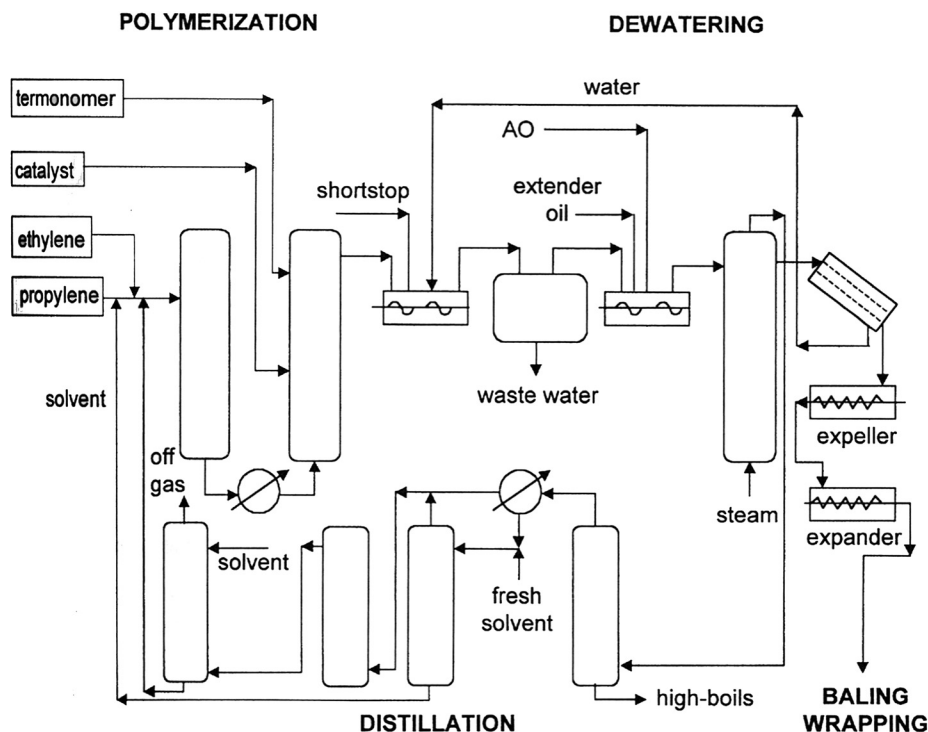 POLYMERIZATION
DEWATERING
termonomer
water
AO
catalyst
shortstop
extender
oil
ethylene
propylene
solvent
waste water
expeller
off
gas
steam
expander
solvent
fresh
solvent
high-boils
BALING
WRAPPING
DISTILLATION